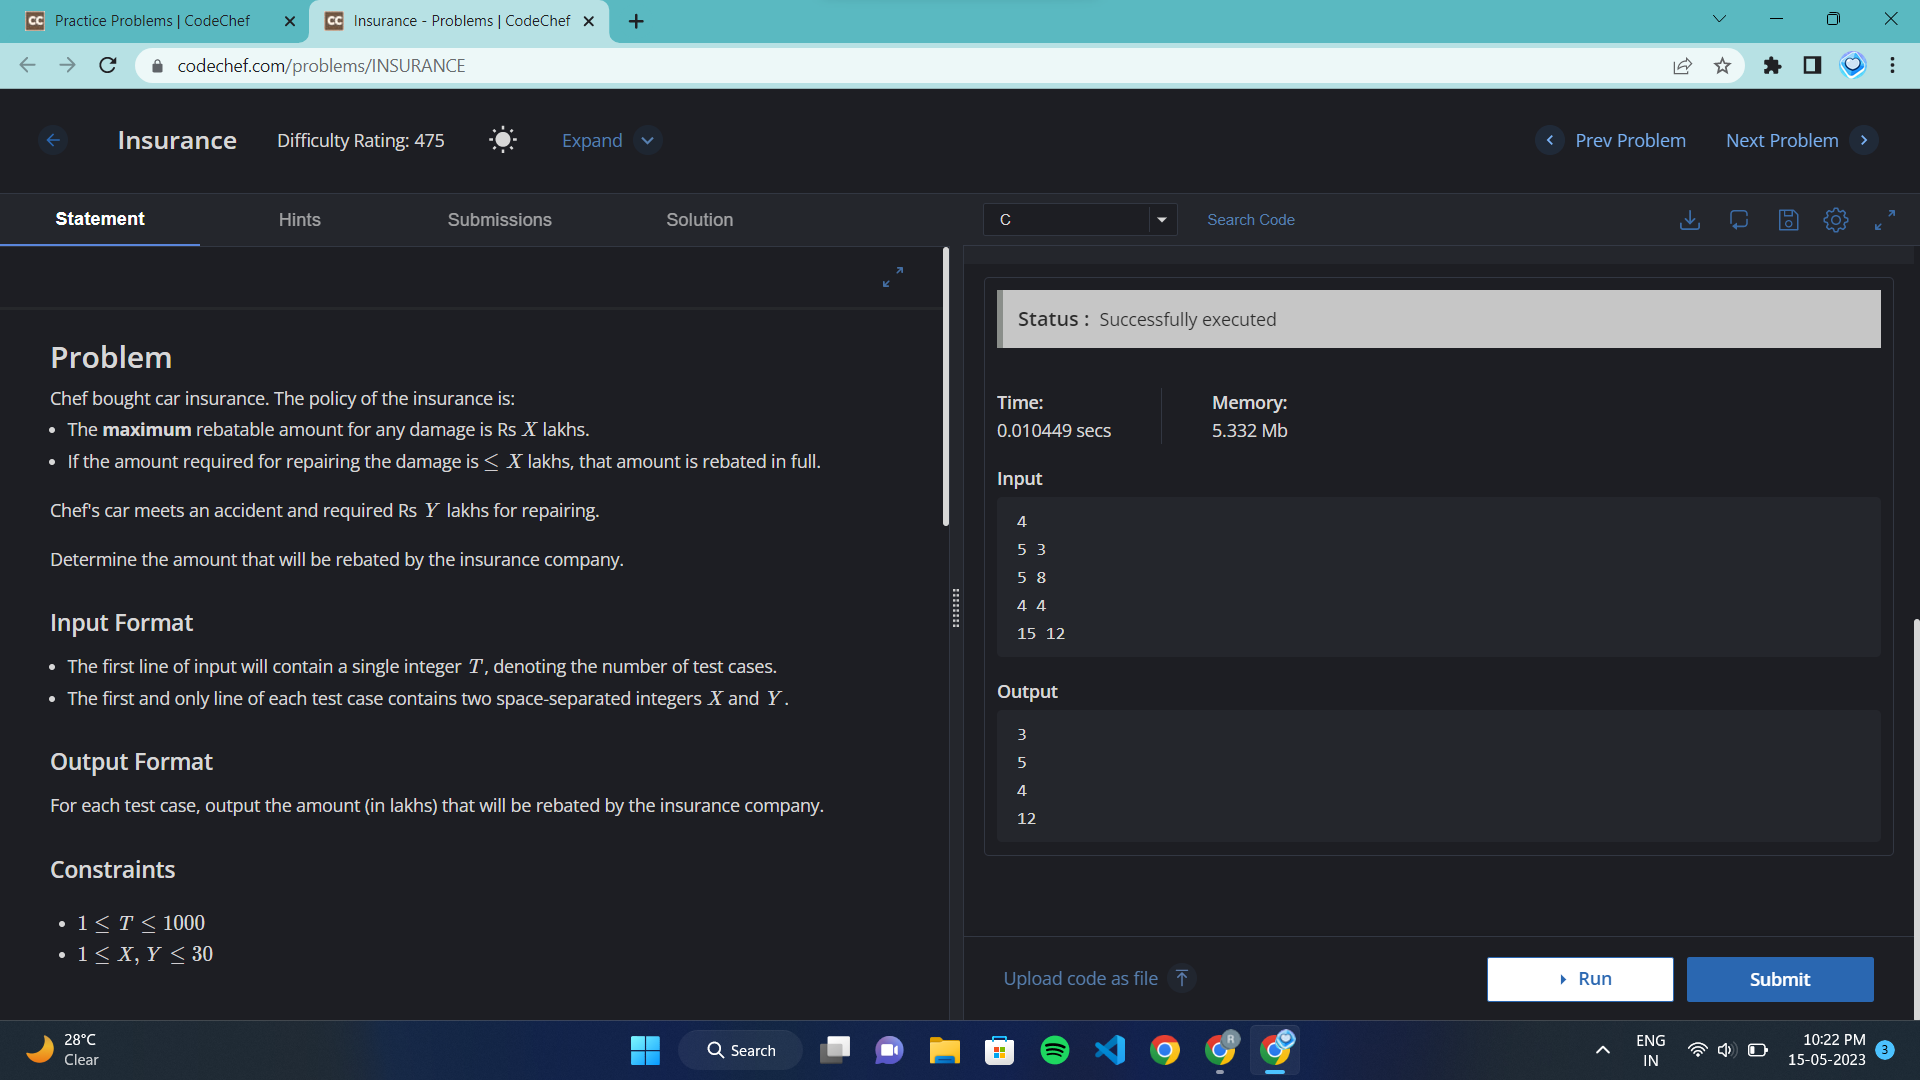 Practice Problems | CodeChef
Insurance - Problems | CodeChef
codechef.com/problems/INSURANCE
Insurance
Difficulty Rating: 475
Expand
Prev Problem
Next Problem
Statement
Hints
Submissions
Solution
C
Search Code
Problem
Chef bought car insurance. The policy of the insurance is:
• The maximum rebatable amount for any damage is Rs X lakhs.
• If the amount required for repairing the damage is ≤ X lakhs, that amount is rebated in full.
Chef's car meets an accident and required Rs Y lakhs for repairing.
Determine the amount that will be rebated by the insurance company.
Input Format
• The first line of input will contain a single integer T, denoting the number of test cases.
• The first and only line of each test case contains two space-separated integers X and Y.
Output Format
For each test case, output the amount (in lakhs) that will be rebated by the insurance company.
Constraints
• 1 ≤ T ≤ 1000
• 1 ≤ X, Y ≤ 30
Status : Successfully executed
Time:
0.010449 secs
Memory:
5.332 Mb
Input
4
5 3
5 8
4 4
15 12
Output
3
5
4
12
Upload code as file
Run
Submit
28°C
Clear
Search
R
ENG
IN
10:22 PM
15-05-2023
3